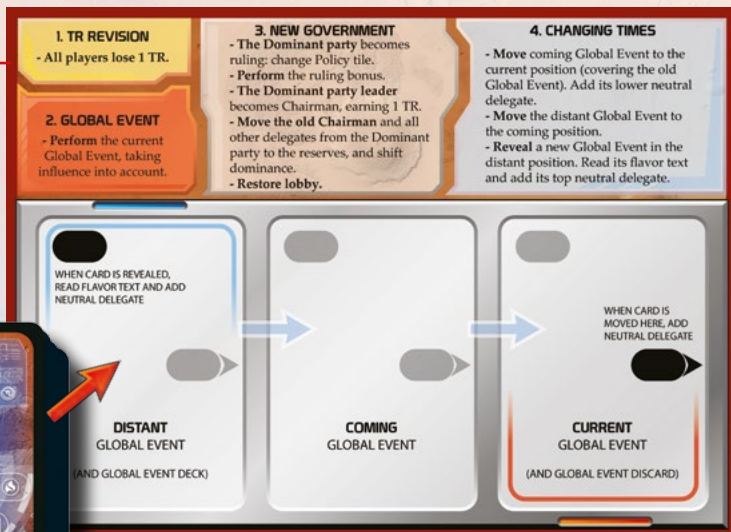 1. TR REVISION
- All players lose 1 TR.
2. GLOBAL EVENT
- Perform the current
Global Event, taking
influence into account.
3. NEW GOVERNMENT
- The Dominant party becomes
ruling: change Policy tile.
- Perform the ruling bonus.
- The Dominant party leader
becomes Chairman, earning 1 TR.
- Move the old Chairman and all
other delegates from the Dominant
party to the reserves, and shift
dominance.
- Restore lobby.
4. CHANGING TIMES
- Move coming Global Event to the
current position (covering the old
Global Event). Add its lower neutral
delegate.
- Move the distant Global Event to
the coming position.
- Reveal a new Global Event in the
distant position. Read its flavor text
and add its top neutral delegate.
WHEN CARD IS REVEALED,
READ FLAVOR TEXT AND ADD
NEUTRAL DELEGATE
DISTANT
GLOBAL EVENT
(AND GLOBAL EVENT DECK)
COMING
GLOBAL EVENT
WHEN CARD IS
MOVED HERE, ADD
NEUTRAL DELEGATE
CURRENT
GLOBAL EVENT
(AND GLOBAL EVENT DISCARD)